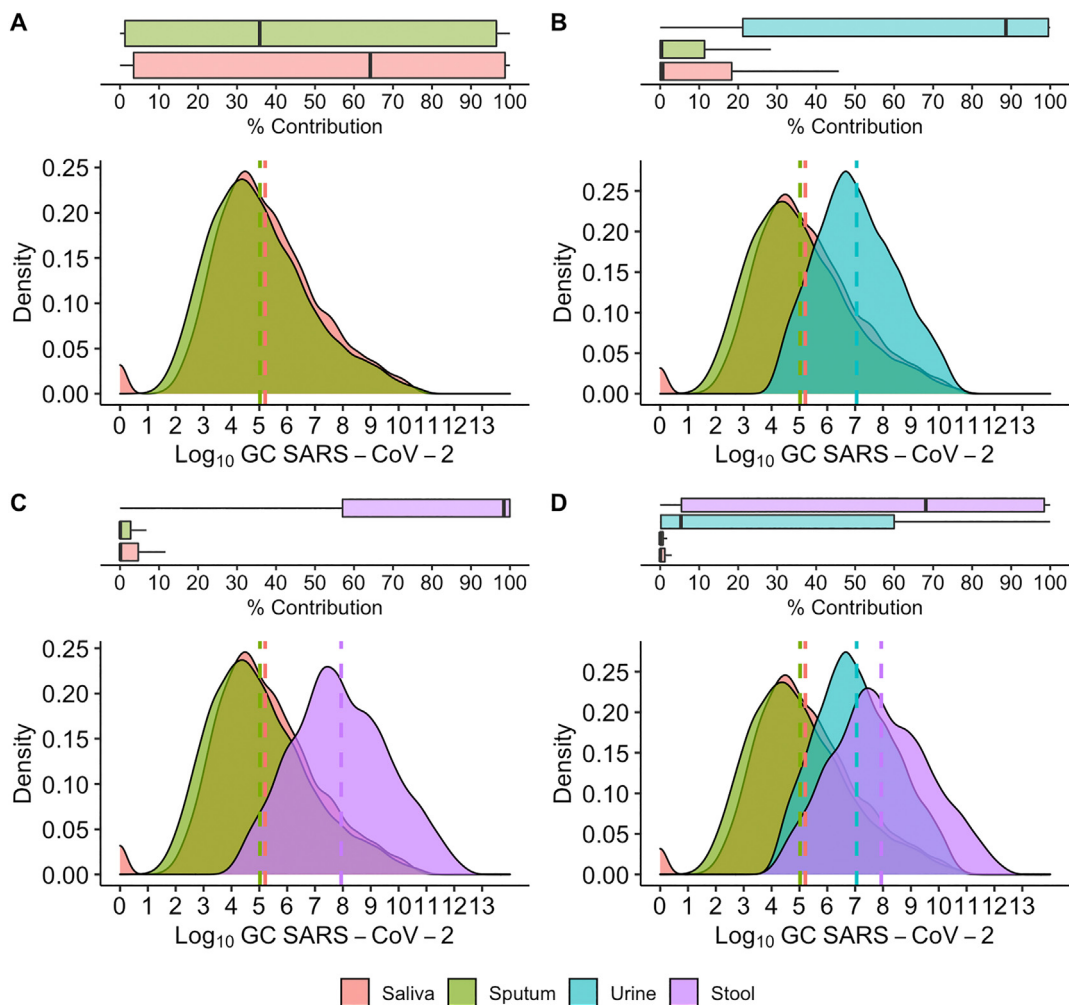 A
0 10 20 30 40 50 60 70 80 90 100
% Contribution
0.25
0.20
0.15
0.10
0.05
0.00
Density
0 1 2 3 4 5 6 7 8 9 10 11 12 13
Log10 GC SARS – CoV – 2
B
0 10 20 30 40 50 60 70 80 90 100
% Contribution
0.25
0.20
0.15
0.10
0.05
0.00
Density
0 1 2 3 4 5 6 7 8 9 10 11 12 13
Log10 GC SARS – CoV – 2
C
0 10 20 30 40 50 60 70 80 90 100
% Contribution
0.25
0.20
0.15
0.10
0.05
0.00
Density
0 1 2 3 4 5 6 7 8 9 10 11 12 13
Log10 GC SARS – CoV – 2
D
0 10 20 30 40 50 60 70 80 90 100
% Contribution
0.25
0.20
0.15
0.10
0.05
0.00
Density
0 1 2 3 4 5 6 7 8 9 10 11 12 13
Log10 GC SARS – CoV – 2
Saliva Sputum Urine Stool